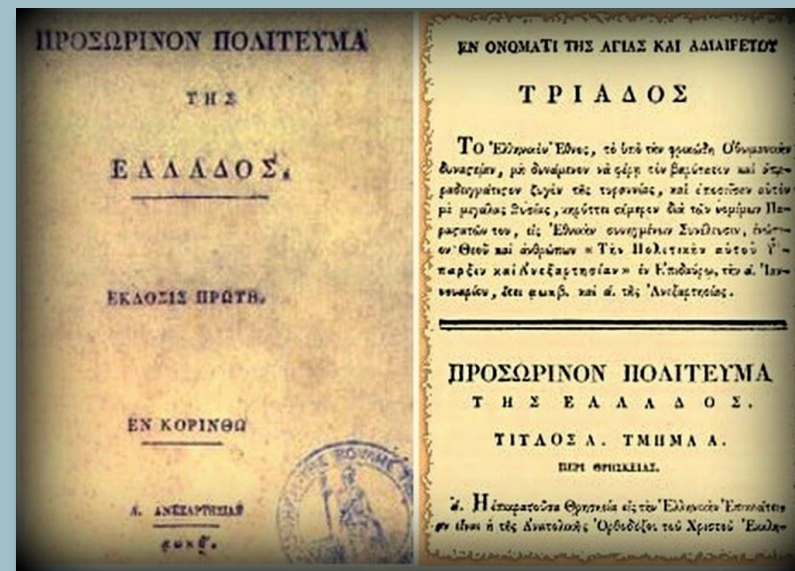 ΠΡΟΣΩΡΙΝΟΝ ΠΟΛΙΤΕΥΜΑ
ΤΗΣ
ΕΛΛΑΔΟΣ.
ΕΚΔΟΣΙΣ ΠΡΩΤΗ.
ΕΝ ΚΟΡΙΝΘΩ
Α. ΑΝΕΞΑΡΤΗΣΙΑΣ
αωκβ.
ΒΟΥΛΗΣ
ΕΝ ΟΝΟΜΑΤΙ ΤΗΣ ΑΓΙΑΣ ΚΑΙ ΑΔΙΑΙΡΕΤΟΥ
ΤΡΙΑΔΟΣ
ΤΟ Ἑλληνικὸν Ἔθνος, τὸ ὑπὸ τὴν φρικώδη Ὀθωμανικὴν
δυναστείαν, μὴ δυνάμενον νὰ φέρῃ τὸν βαρύτατον καὶ ἀπα-
ραδειγμάτιστον ζυγὸν τῆς τυραννίας, καὶ ἀποσεῖσαν αὐτὸν
μὲ μεγάλας θυσίας, κηρύττει σήμερον διὰ τῶν νομίμων Πα-
ραστατῶν του, εἰς Ἐθνικὴν συνηγμένων Συνέλευσιν, ἐνώπι-
ον Θεοῦ καὶ ἀνθρώπων « Τὴν Πολιτικὴν αὐτοῦ Ὕ-
παρξιν καὶ Ἀνεξαρτησίαν» ἐν Ἐπιδαύρῳ, τὴν α. Ἰαν-
νουαρίου, ἔτει αωκβ. καὶ α. τῆς Ἀνεξαρτησίας.
ΠΡΟΣΩΡΙΝΟΝ ΠΟΛΙΤΕΥΜΑ
ΤΗΣ ΕΛΛΑΔΟΣ.
ΤΙΤΛΟΣ Α. ΤΜΗΜΑ Α.
ΠΕΡΙ ΘΡΗΣΚΕΙΑΣ.
ά. Ἡ ἐπικρατοῦσα Θρησκεία εἰς τὴν Ἑλληνικὴν Ἐπικράτει-
αν εἶναι ἡ τῆς Ἀνατολικῆς Ὀρθοδόξου τοῦ Χριστοῦ Ἐκκλη-